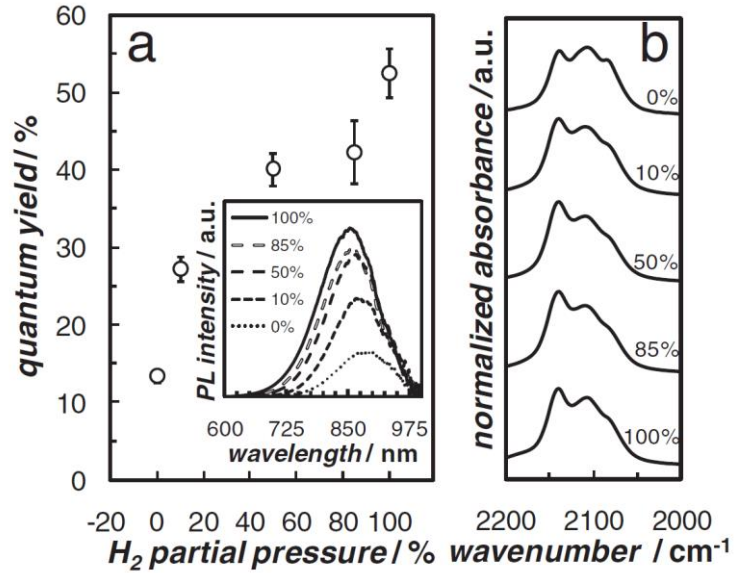 a
b
60
50
40
30
20
10
0
quantum yield / %
-20 0 20 40 60 80 100
H₂ partial pressure / %
PL intensity / a.u.
100%
85%
50%
10%
0%
600 725 850 975
wavelength / nm
normalized absorbance / a.u.
0%
10%
50%
85%
100%
2200 2100 2000
wavenumber / cm⁻¹